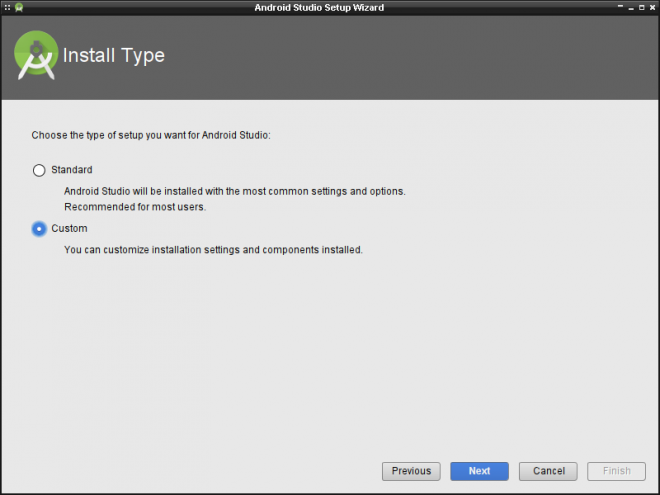 Android Studio Setup Wizard
Install Type
Choose the type of setup you want for Android Studio:
Standard
Android Studio will be installed with the most common settings and options.
Recommended for most users.
Custom
You can customize installation settings and components installed.
Previous
Next
Cancel
Finish